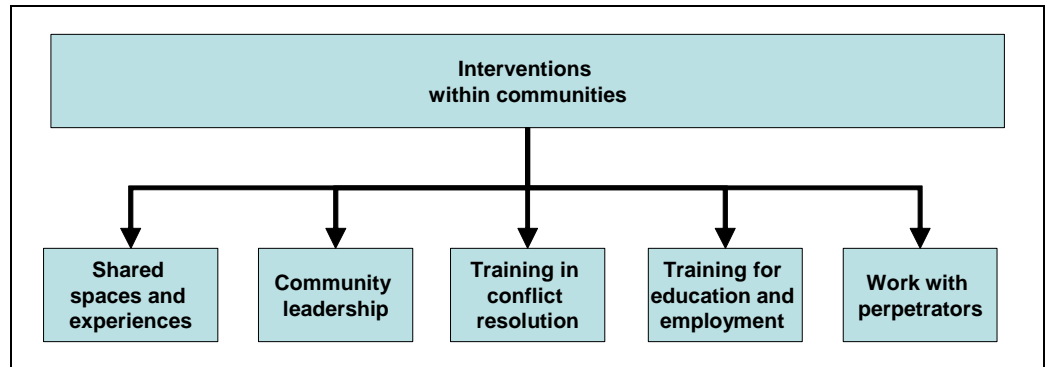 Interventions
within communities
Shared
spaces and
experiences
Community
leadership
Training in
conflict
resolution
Training for
education and
employment
Work with
perpetrators